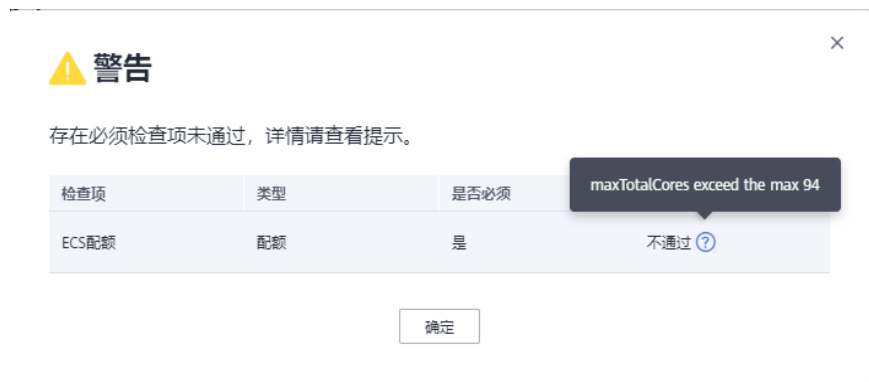 警告
存在必须检查项未通过，详情请查看提示。
maxTotalCores exceed the max 94
检查项 类型 是否必须
ECS配额 配额 是 不通过 ?
确定